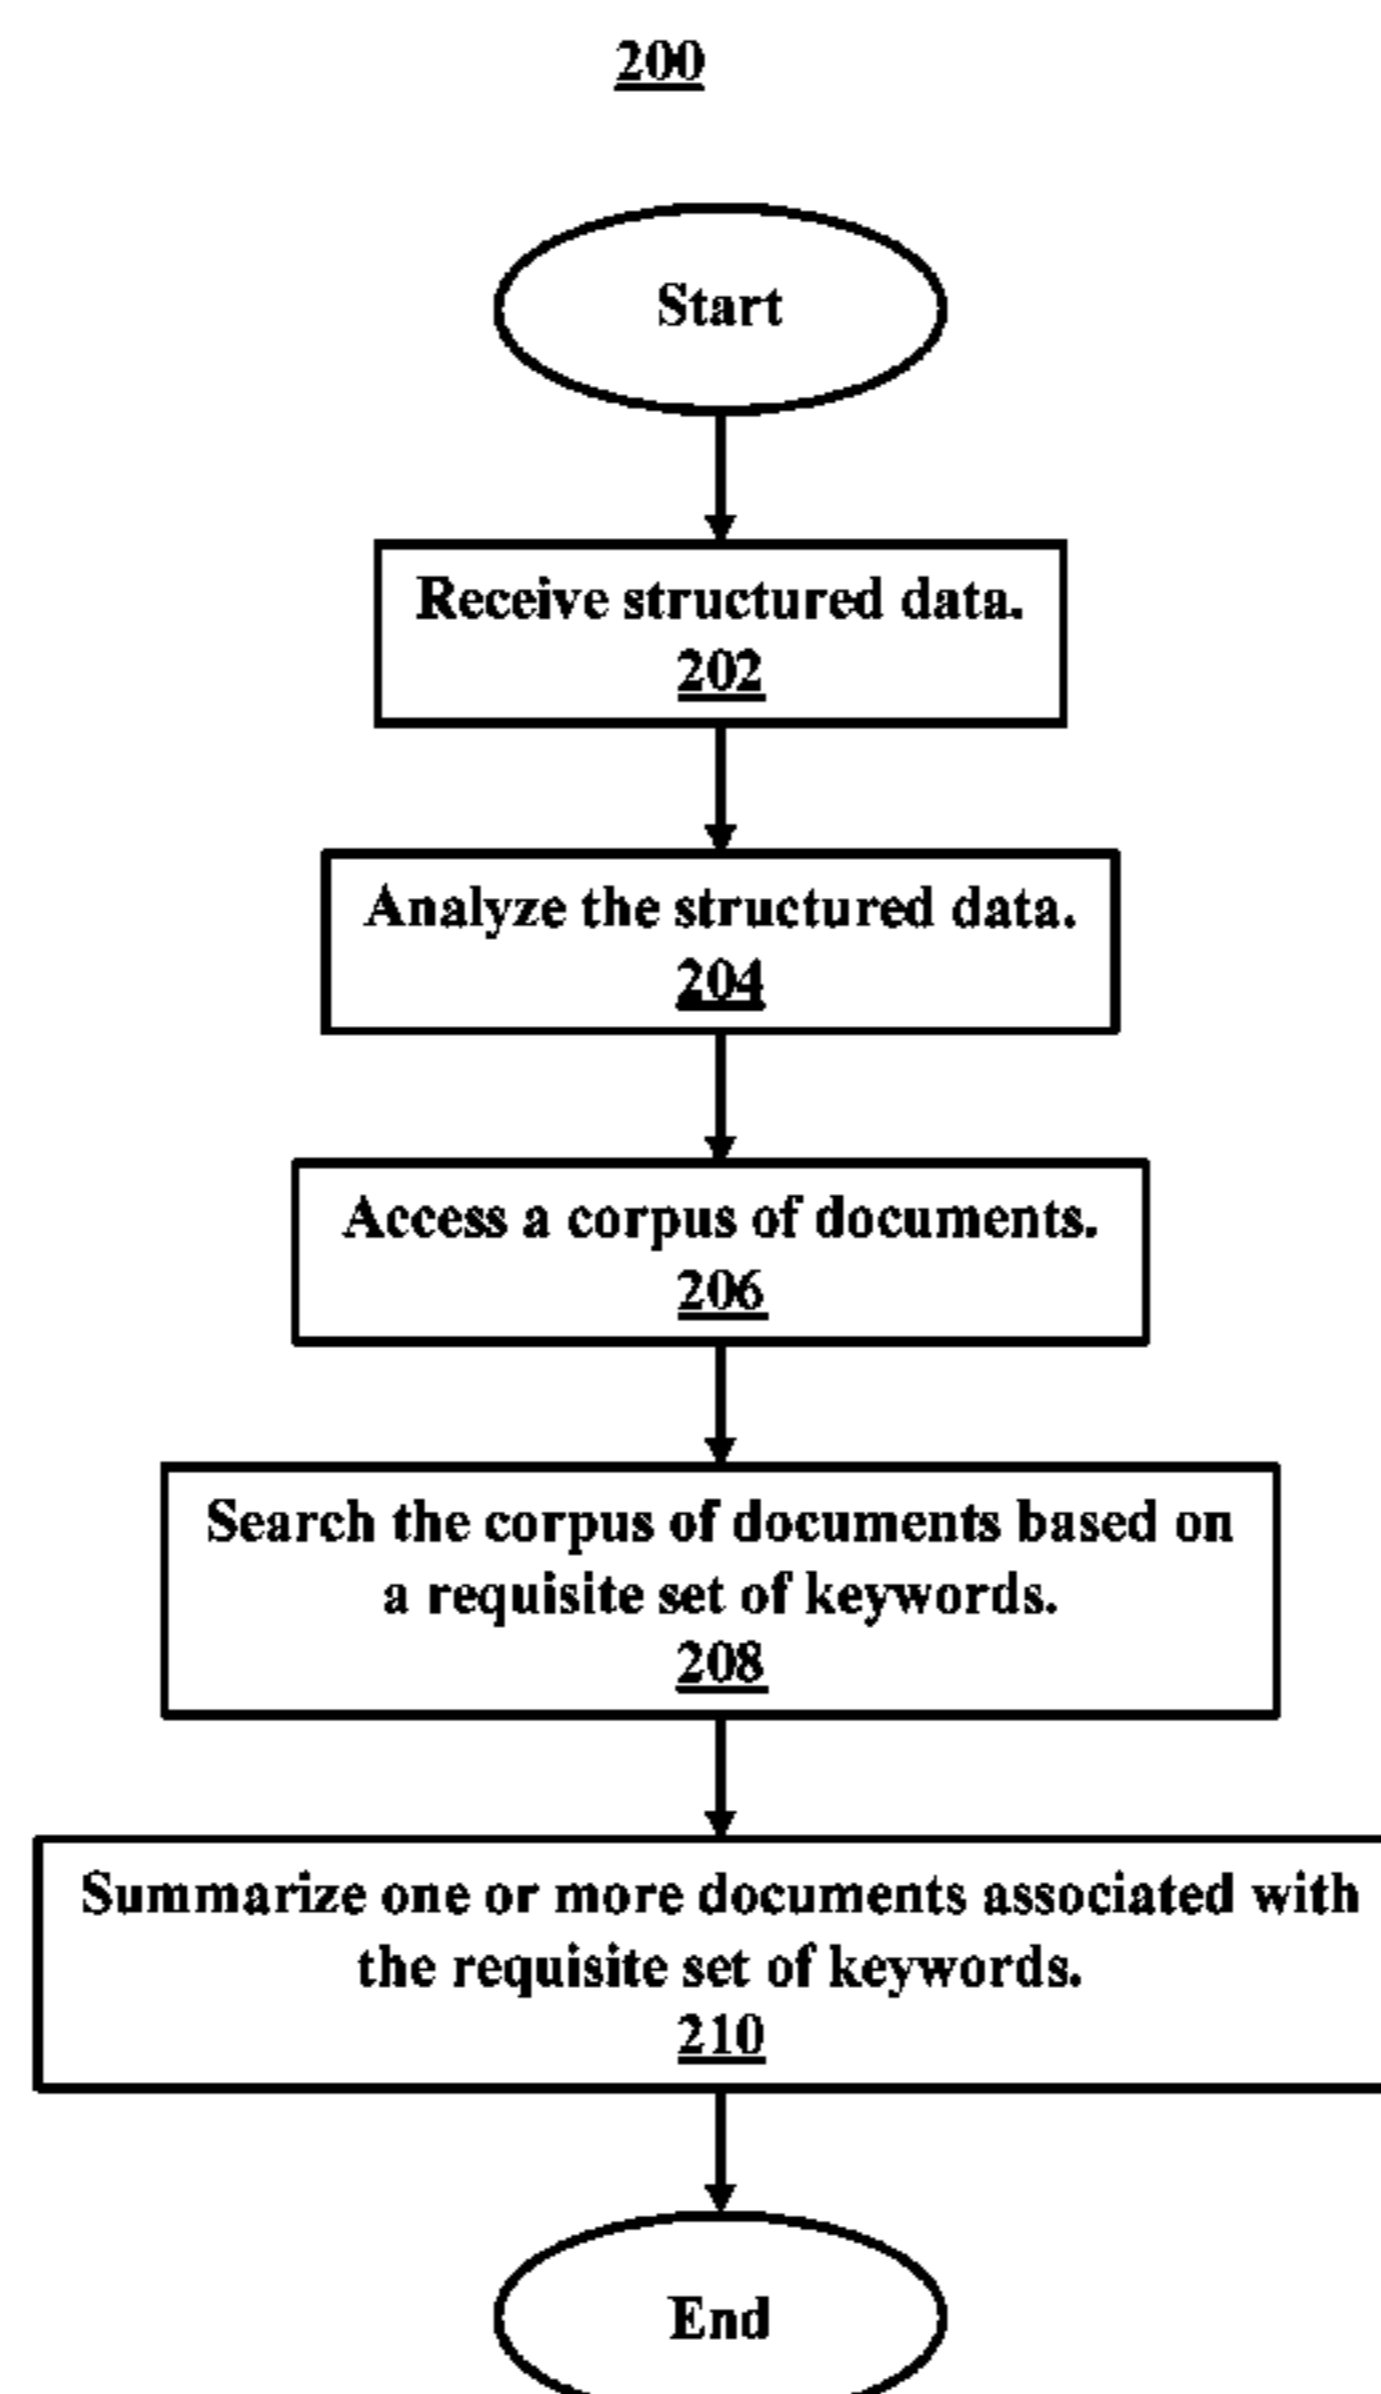 200
Start
Receive structured data.
202
Analyze the structured data.
204
Access a corpus of documents.
206
Search the corpus of documents based on
a requisite set of keywords.
208
Summarize one or more documents associated with
the requisite set of keywords.
210
End